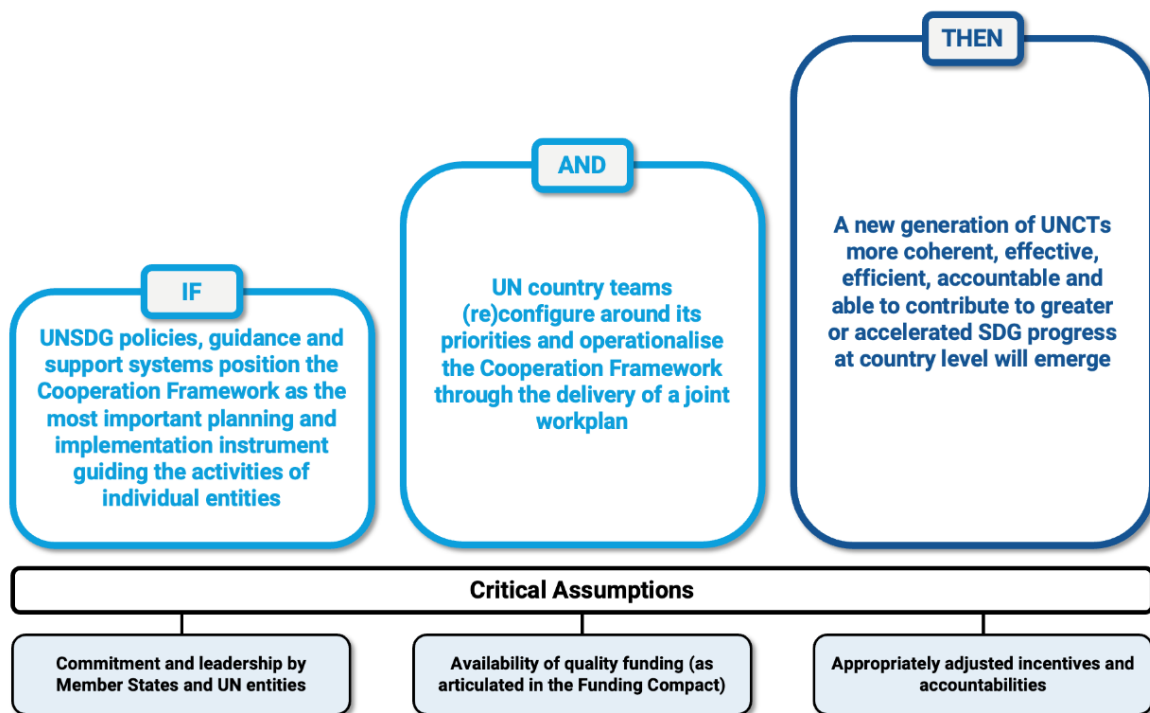 IF
UNSDG policies, guidance and
support systems position the
Cooperation Framework as the
most important planning and
implementation instrument
guiding the activities of
individual entities
AND
UN country teams
(re)configure around its
priorities and operationalise
the Cooperation Framework
through the delivery of a joint
workplan
THEN
A new generation of UNCTs
more coherent, effective,
efficient, accountable and
able to contribute to greater
or accelerated SDG progress
at country level will emerge
Critical Assumptions
Commitment and leadership by
Member States and UN entities
Availability of quality funding (as
articulated in the Funding Compact)
Appropriately adjusted incentives and
accountabilities